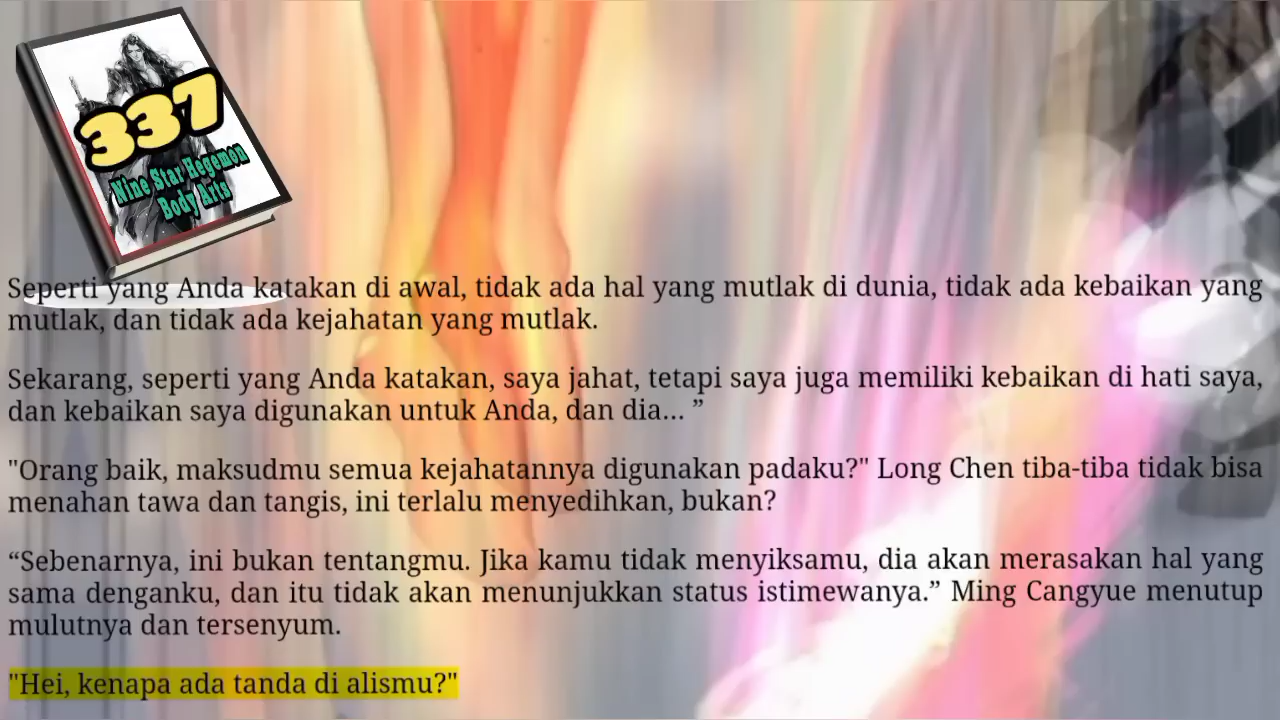 337
Nine Star Hegemon
Body Arts
Seperti yang Anda katakan di awal, tidak ada hal yang mutlak di dunia, tidak ada kebaikan yang
mutlak, dan tidak ada kejahatan yang mutlak.
Sekarang, seperti yang Anda katakan, saya jahat, tetapi saya juga memiliki kebaikan di hati saya,
dan kebaikan saya digunakan untuk Anda, dan dia... ”
"Orang baik, maksudmu semua kejahatannya digunakan padaku?" Long Chen tiba-tiba tidak bisa
menahan tawa dan tangis, ini terlalu menyedihkan, bukan?
“Sebenarnya, ini bukan tentangmu. Jika kamu tidak menyiksamu, dia akan merasakan hal yang
sama denganku, dan itu tidak akan menunjukkan status istimewanya.” Ming Cangyue menutup
mulutnya dan tersenyum.
"Hei, kenapa ada tanda di alismu?"